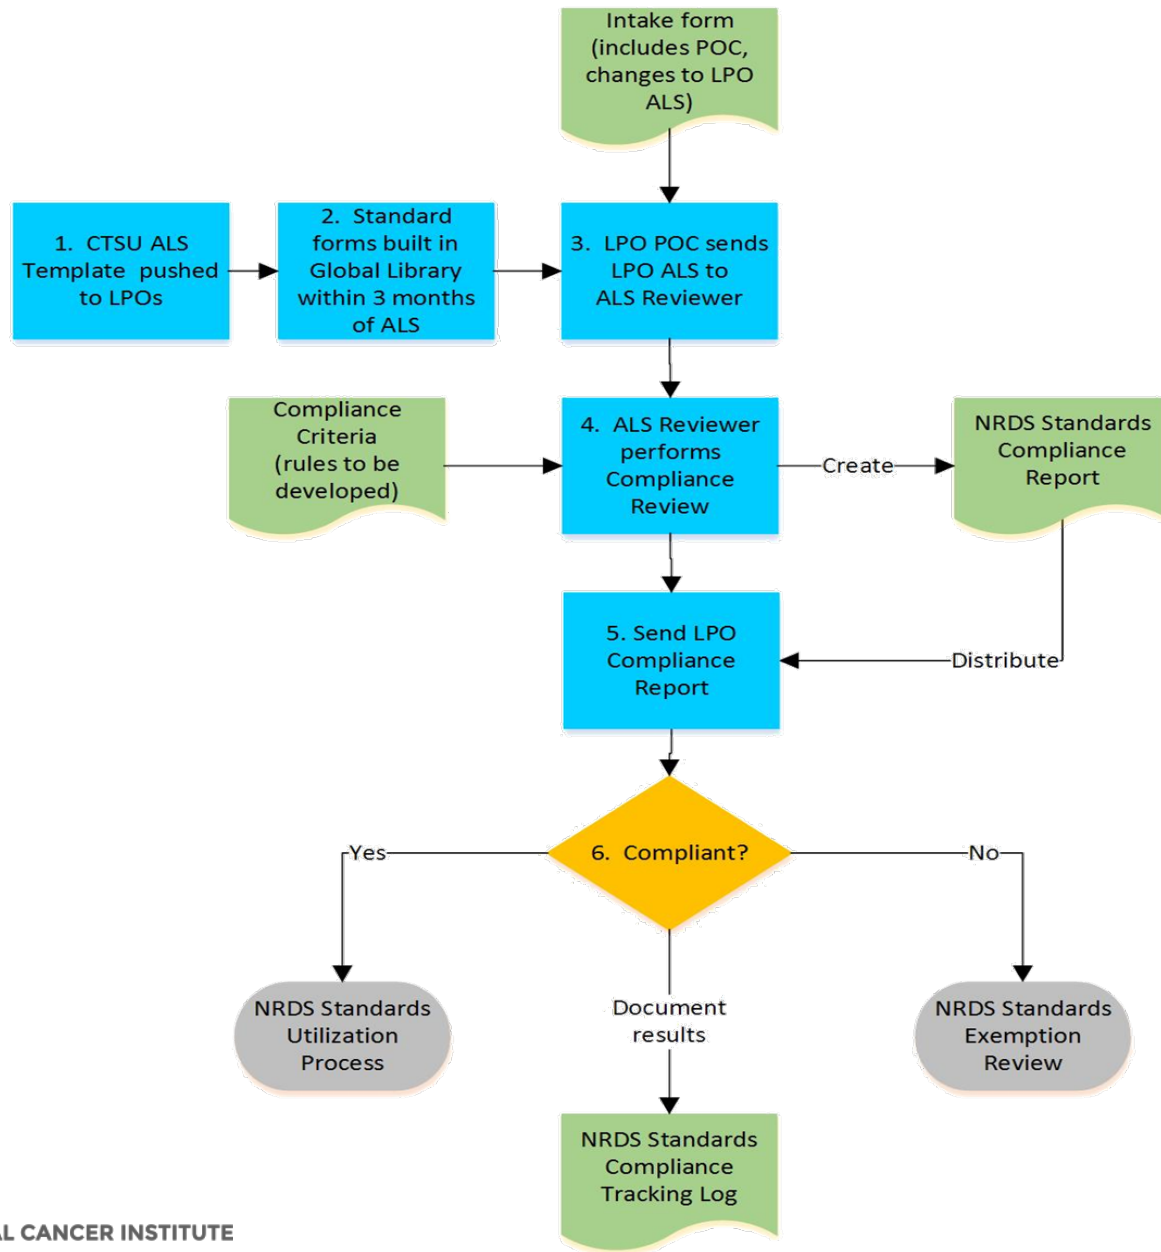 Intake form
(includes POC,
changes to LPO
ALS)
1.  CTSU ALS
Template  pushed
to LPOs
2.  Standard
forms built in
Global Library
within 3 months
of ALS
3.  LPO POC sends
LPO ALS to
ALS Reviewer
Compliance
Criteria
(rules to be
developed)
4.  ALS Reviewer
performs
Compliance
Review
Create
NRDS Standards
Compliance
Report
5. Send LPO
Compliance
Report
Distribute
6.  Compliant?
Yes
No
NRDS Standards
Utilization
Process
Document
results
NRDS Standards
Exemption
Review
NRDS Standards
Compliance
Tracking Log
AL CANCER INSTITUTE